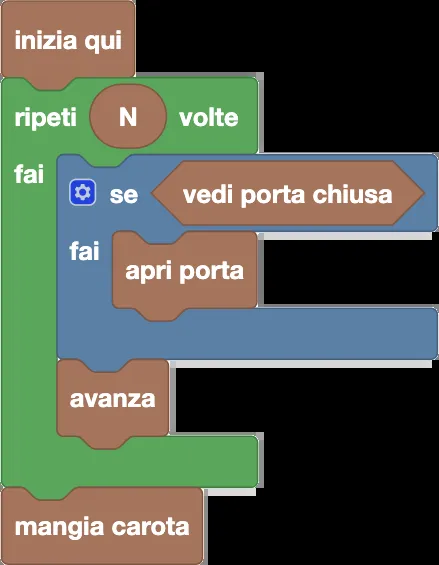 inizia qui
ripeti N volte
fai
se vedi porta chiusa
fai
apri porta
avanza
mangia carota